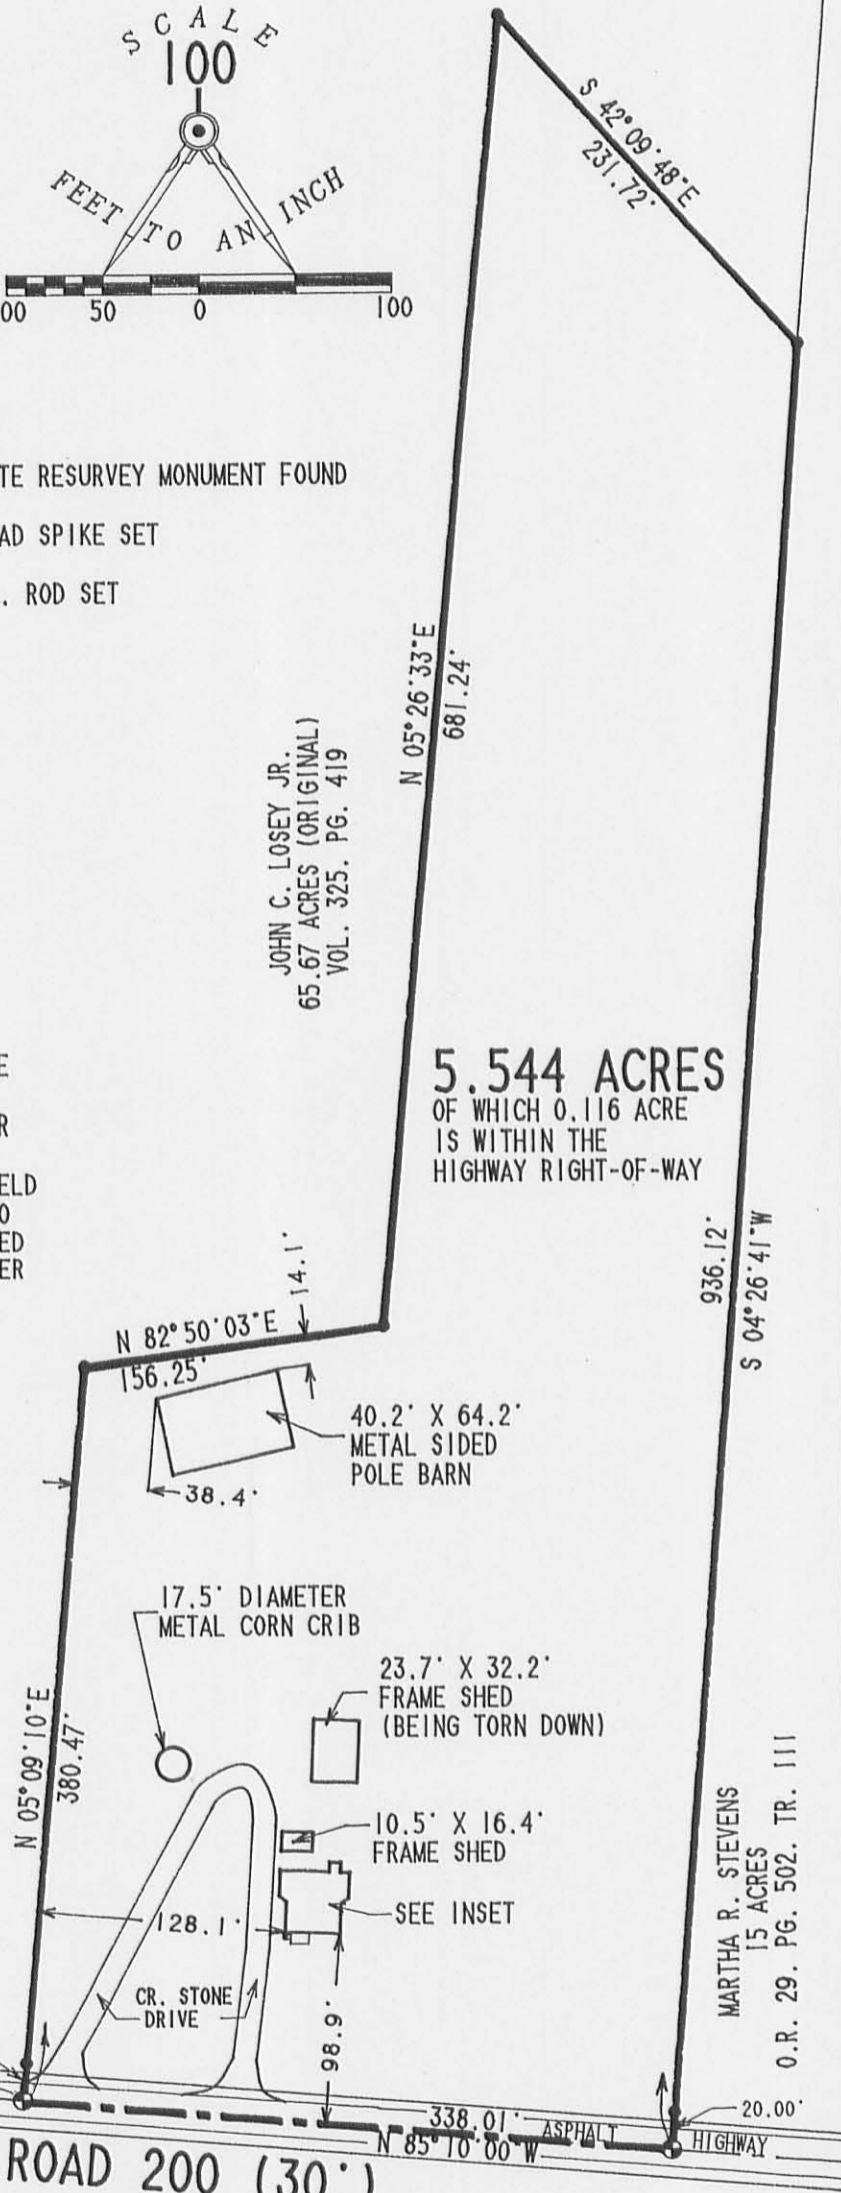 SCALE
100
FEET TO AN INCH
00 50 0 100
S 42°09'48"E
231.72'
TE RESURVEY MONUMENT FOUND
AD SPIKE SET
. ROD SET
N 05°26'33"E
681.24'
JOHN C. LOSEY JR.
65.67 ACRES (ORIGINAL)
VOL. 325. PG. 419
E
R
ELD
O
ED
ER
5.544 ACRES
OF WHICH 0.116 ACRE
IS WITHIN THE
HIGHWAY RIGHT-OF-WAY
936.12'
S 04°26'41"W
14.1'
N 82°50'03"E
156.25'
40.2' X 64.2'
METAL SIDED
POLE BARN
38.4'
17.5' DIAMETER
METAL CORN CRIB
23.7' X 32.2'
FRAME SHED
(BEING TORN DOWN)
N 05°09'10"E
380.47'
10.5' X 16.4'
FRAME SHED
SEE INSET
128.1'
CR. STONE
DRIVE
98.9'
MARTHA R. STEVENS
15 ACRES
O.R. 29. PG. 502. TR. III
20.00'
338.01'
ASPHALT HIGHWAY
N 85°10'00"W
ROAD 200 (30')